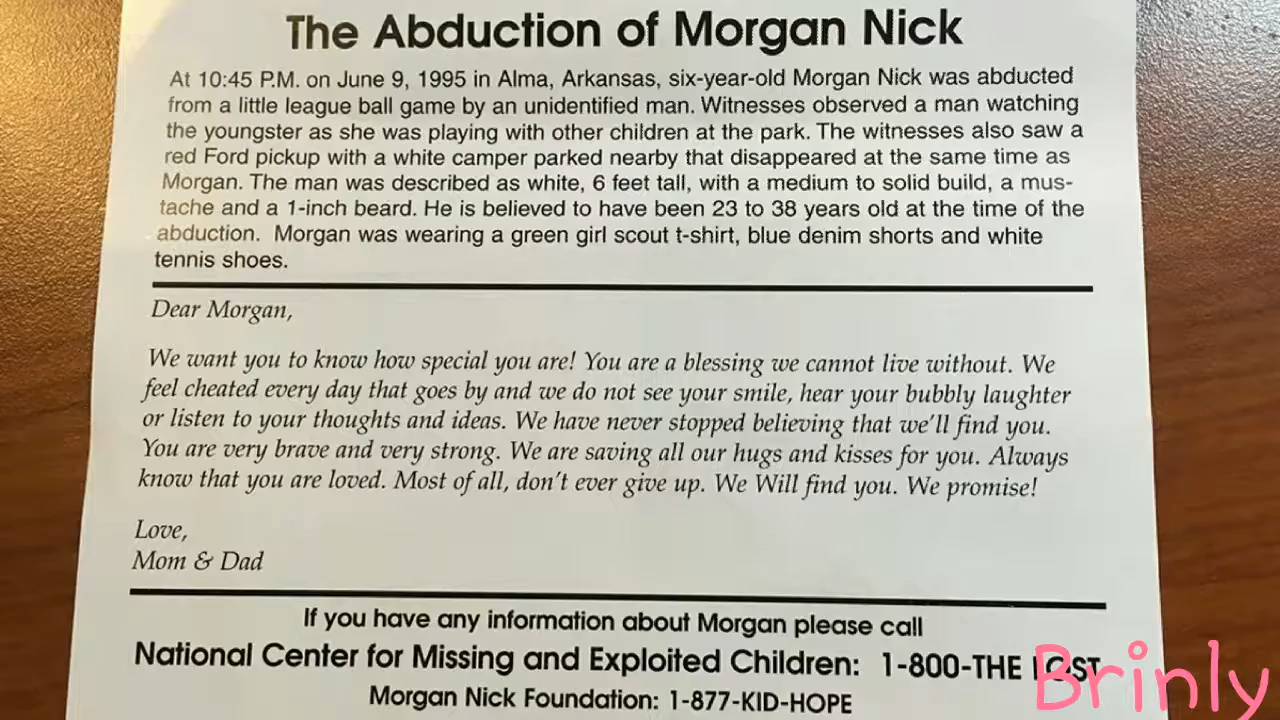 The Abduction of Morgan Nick
At 10:45 P.M. on June 9, 1995 in Alma, Arkansas, six-year-old Morgan Nick was abducted
from a little league ball game by an unidentified man. Witnesses observed a man watching
the youngster as she was playing with other children at the park. The witnesses also saw a
red Ford pickup with a white camper parked nearby that disappeared at the same time as
Morgan. The man was described as white, 6 feet tall, with a medium to solid build, a mus-
tache and a 1-inch beard. He is believed to have been 23 to 38 years old at the time of the
abduction. Morgan was wearing a green girl scout t-shirt, blue denim shorts and white
tennis shoes.
Dear Morgan,
We want you to know how special you are! You are a blessing we cannot live without. We
feel cheated every day that goes by and we do not see your smile, hear your bubbly laughter
or listen to your thoughts and ideas. We have never stopped believing that we'll find you.
You are very brave and very strong. We are saving all our hugs and kisses for you. Always
know that you are loved. Most of all, don't ever give up. We Will find you. We promise!
Love,
Mom & Dad
If you have any information about Morgan please call
National Center for Missing and Exploited Children: 1-800-THE LOST
Morgan Nick Foundation: 1-877-KID-HOPE
Brinly